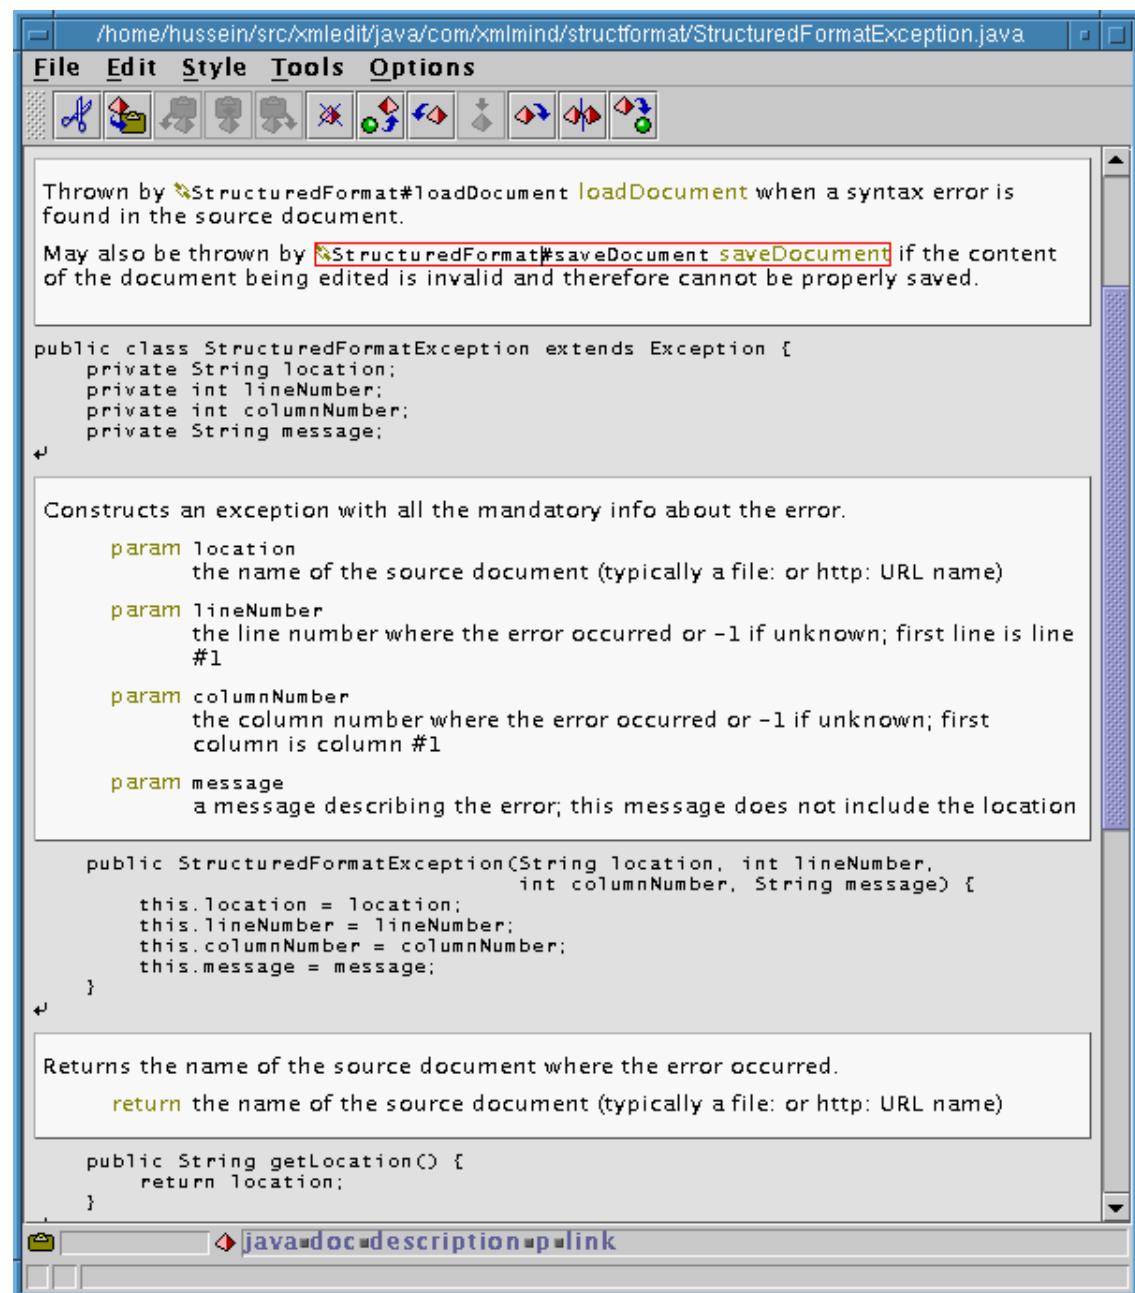 /home/hussein/src/xmledit/java/com/xmlmind/structformat/StructuredFormatException.java
File Edit Style Tools Options
Thrown by StructuredFormat#loadDocument loadDocument when a syntax error is
found in the source document.
May also be thrown by StructuredFormat#saveDocument saveDocument if the content
of the document being edited is invalid and therefore cannot be properly saved.
public class StructuredFormatException extends Exception {
    private String location;
    private int lineNumber;
    private int columnNumber;
    private String message;
↵
Constructs an exception with all the mandatory info about the error.
param location
the name of the source document (typically a file: or http: URL name)
param lineNumber
the line number where the error occurred or -1 if unknown; first line is line
#1
param columnNumber
the column number where the error occurred or -1 if unknown; first
column is column #1
param message
a message describing the error; this message does not include the location
    public StructuredFormatException(String location, int lineNumber,
                                     int columnNumber, String message) {
        this.location = location;
        this.lineNumber = lineNumber;
        this.columnNumber = columnNumber;
        this.message = message;
    }
↵
Returns the name of the source document where the error occurred.
return the name of the source document (typically a file: or http: URL name)
    public String getLocation() {
        return location;
    }
java▪doc▪description▪p▪link